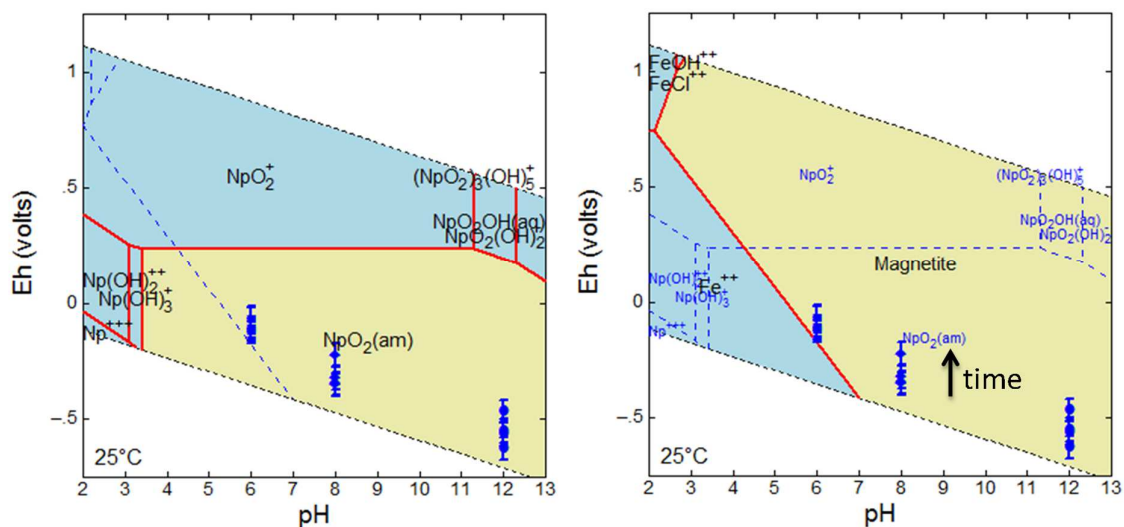 Eh (volts)
1
.5
0
–.5
NpO₂⁺
(NpO₂)₃(OH)₅⁺
NpO₂OH(aq)
NpO₂(OH)₂⁻
Np(OH)₂⁺⁺
Np(OH)₃⁺
Np⁺⁺⁺
NpO₂(am)
25°C
2 3 4 5 6 7 8 9 10 11 12 13
pH
Eh (volts)
1
.5
0
–.5
FeOH⁺⁺
FeCl⁺⁺
NpO₂⁺
(NpO₂)₃(OH)₅⁺
NpO₂OH(aq)
NpO₂(OH)₂⁻
Magnetite
Np(OH)₂⁺⁺
Fe⁺⁺
Np(OH)₃⁺
Np⁺⁺⁺
NpO₂(am)
time
25°C
2 3 4 5 6 7 8 9 10 11 12 13
pH